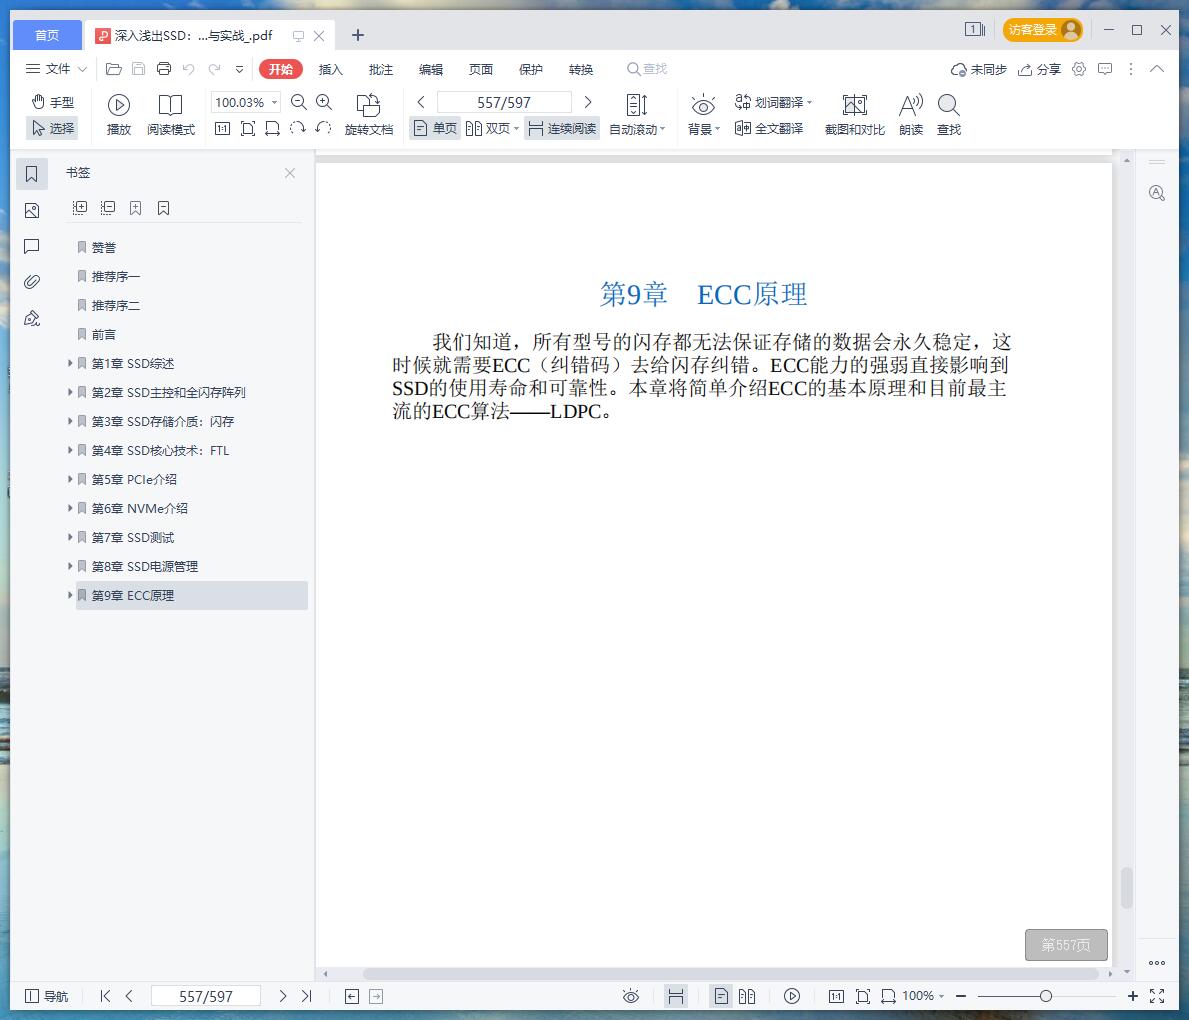 首页
深入浅出SSD：...与实战_.pdf
1
访客登录
文件
开始
插入
批注
编辑
页面
保护
转换
查找
未同步
分享
手型
选择
播放
阅读模式
100.03%
旋转文档
557/597
单页
双页
连续阅读
自动滚动
背景
划词翻译
全文翻译
截图和对比
朗读
查找
书签
赞誉
推荐序一
推荐序二
前言
第1章 SSD综述
第2章 SSD主控和全闪存阵列
第3章 SSD存储介质：闪存
第4章 SSD核心技术：FTL
第5章 PCIe介绍
第6章 NVMe介绍
第7章 SSD测试
第8章 SSD电源管理
第9章 ECC原理
第9章 ECC原理
我们知道，所有型号的闪存都无法保证存储的数据会永久稳定，这
时候就需要ECC（纠错码）去给闪存纠错。ECC能力的强弱直接影响到
SSD的使用寿命和可靠性。本章将简单介绍ECC的基本原理和目前最主
流的ECC算法——LDPC。
第557页
导航
557/597
100%